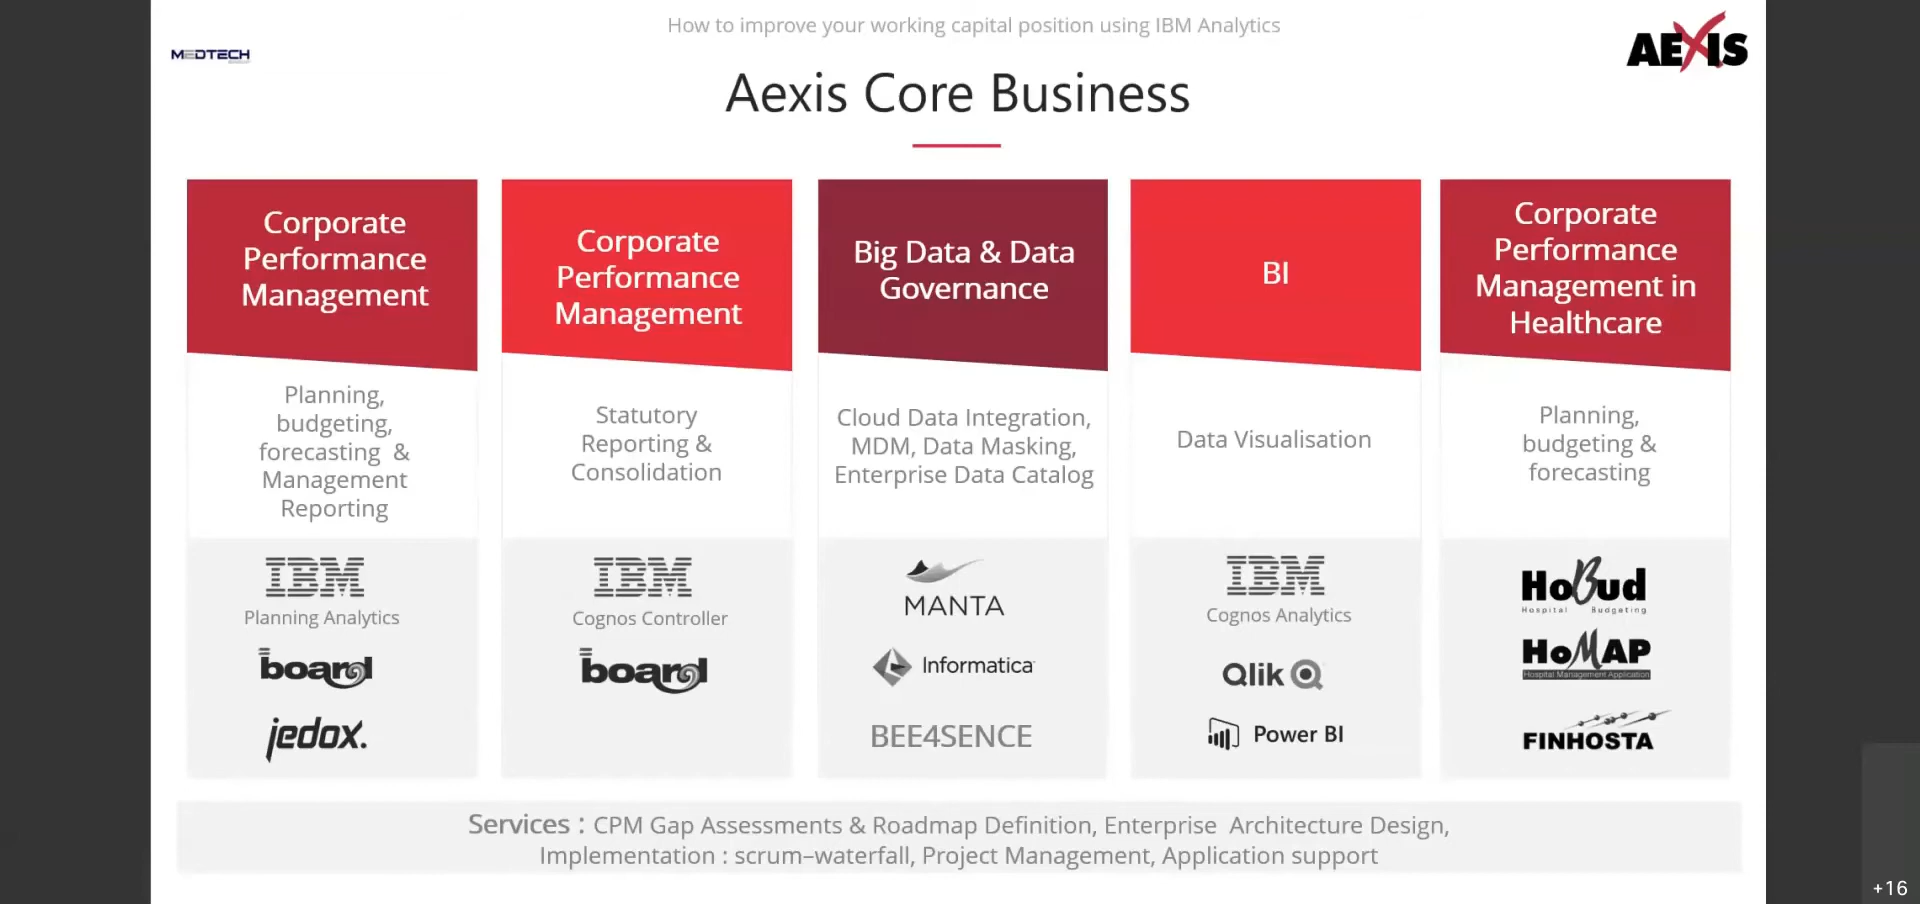 How to improve your working capital position using IBM Analytics
MEDTECH
AEXIS
Aexis Core Business
Corporate
Performance
Management
Planning,
budgeting,
forecasting &
Management
Reporting
IBM
Planning Analytics
board
jedox.
Corporate
Performance
Management
Statutory
Reporting &
Consolidation
IBM
Cognos Controller
board
Big Data & Data
Governance
Cloud Data Integration,
MDM, Data Masking,
Enterprise Data Catalog
MANTA
Informatica
BEE4SENCE
BI
Data Visualisation
IBM
Cognos Analytics
Qlik
Power BI
Corporate
Performance
Management in
Healthcare
Planning,
budgeting &
forecasting
HoBud
Hospital Budgeting
HoMAP
Hospital Management Application
FINHOSTA
Services : CPM Gap Assessments & Roadmap Definition, Enterprise Architecture Design,
Implementation : scrum–waterfall, Project Management, Application support
+16